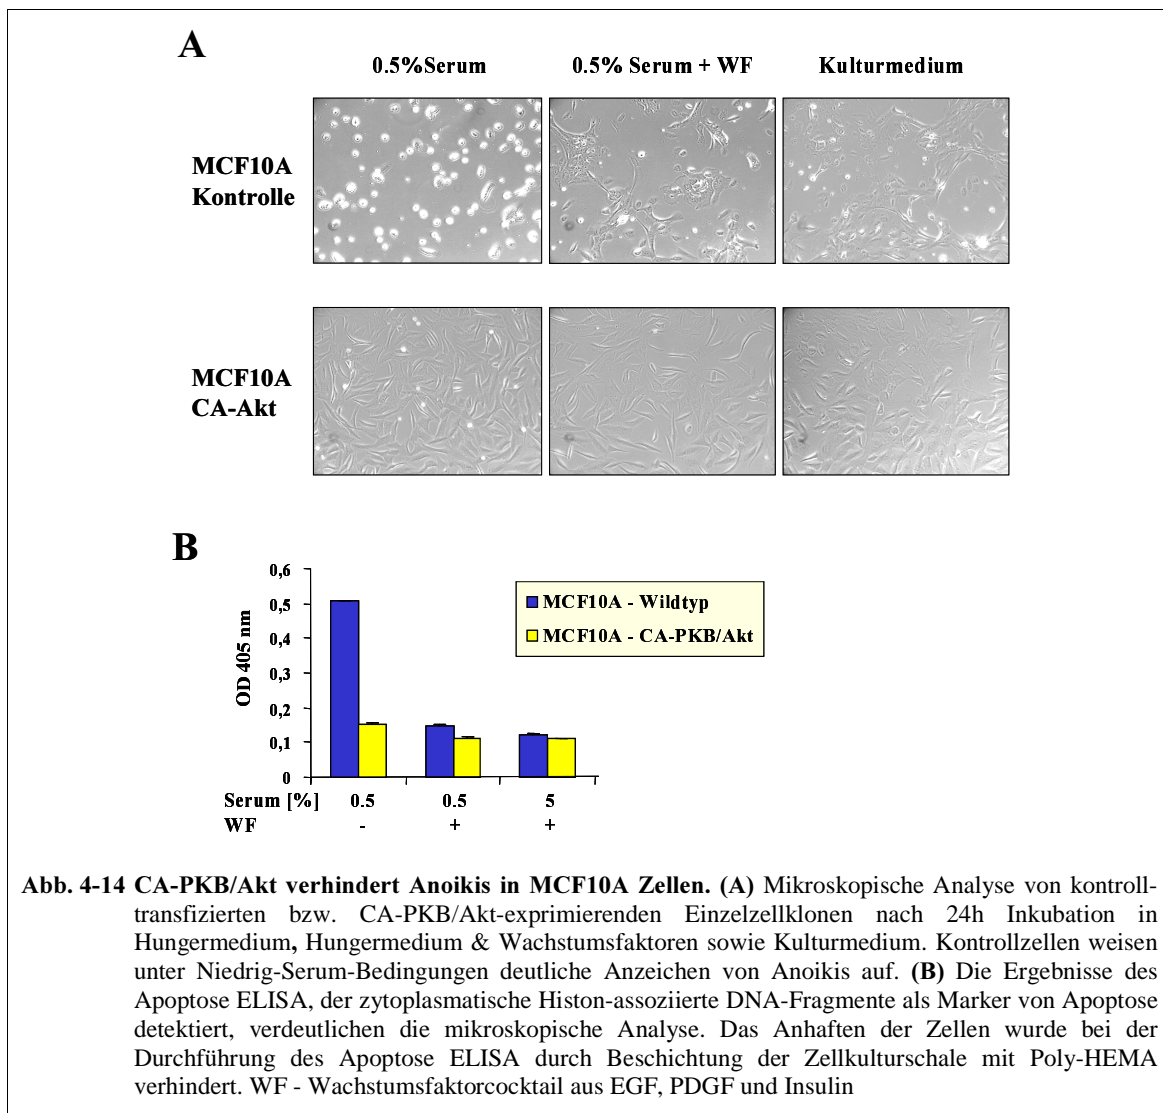 A
0.5%Serum
0.5% Serum + WF
Kulturmedium
MCF10A
Kontrolle
MCF10A
CA-Akt
B
0,6
0,5
0,4
0,3
0,2
0,1
0
OD 405 nm
MCF10A - Wildtyp
MCF10A - CA-PKB/Akt
Serum [%] 0.5 0.5 5
WF - + +
Abb. 4-14 CA-PKB/Akt verhindert Anoikis in MCF10A Zellen. (A) Mikroskopische Analyse von kontroll-
transfizierten bzw. CA-PKB/Akt-exprimierenden Einzelzellklonen nach 24h Inkubation in
Hungermedium, Hungermedium & Wachstumsfaktoren sowie Kulturmedium. Kontrollzellen weisen
unter Niedrig-Serum-Bedingungen deutliche Anzeichen von Anoikis auf. (B) Die Ergebnisse des
Apoptose ELISA, der zytoplasmatische Histon-assoziierte DNA-Fragmente als Marker von Apoptose
detektiert, verdeutlichen die mikroskopische Analyse. Das Anhaften der Zellen wurde bei der
Durchführung des Apoptose ELISA durch Beschichtung der Zellkulturschale mit Poly-HEMA
verhindert. WF - Wachstumsfaktorcocktail aus EGF, PDGF und Insulin